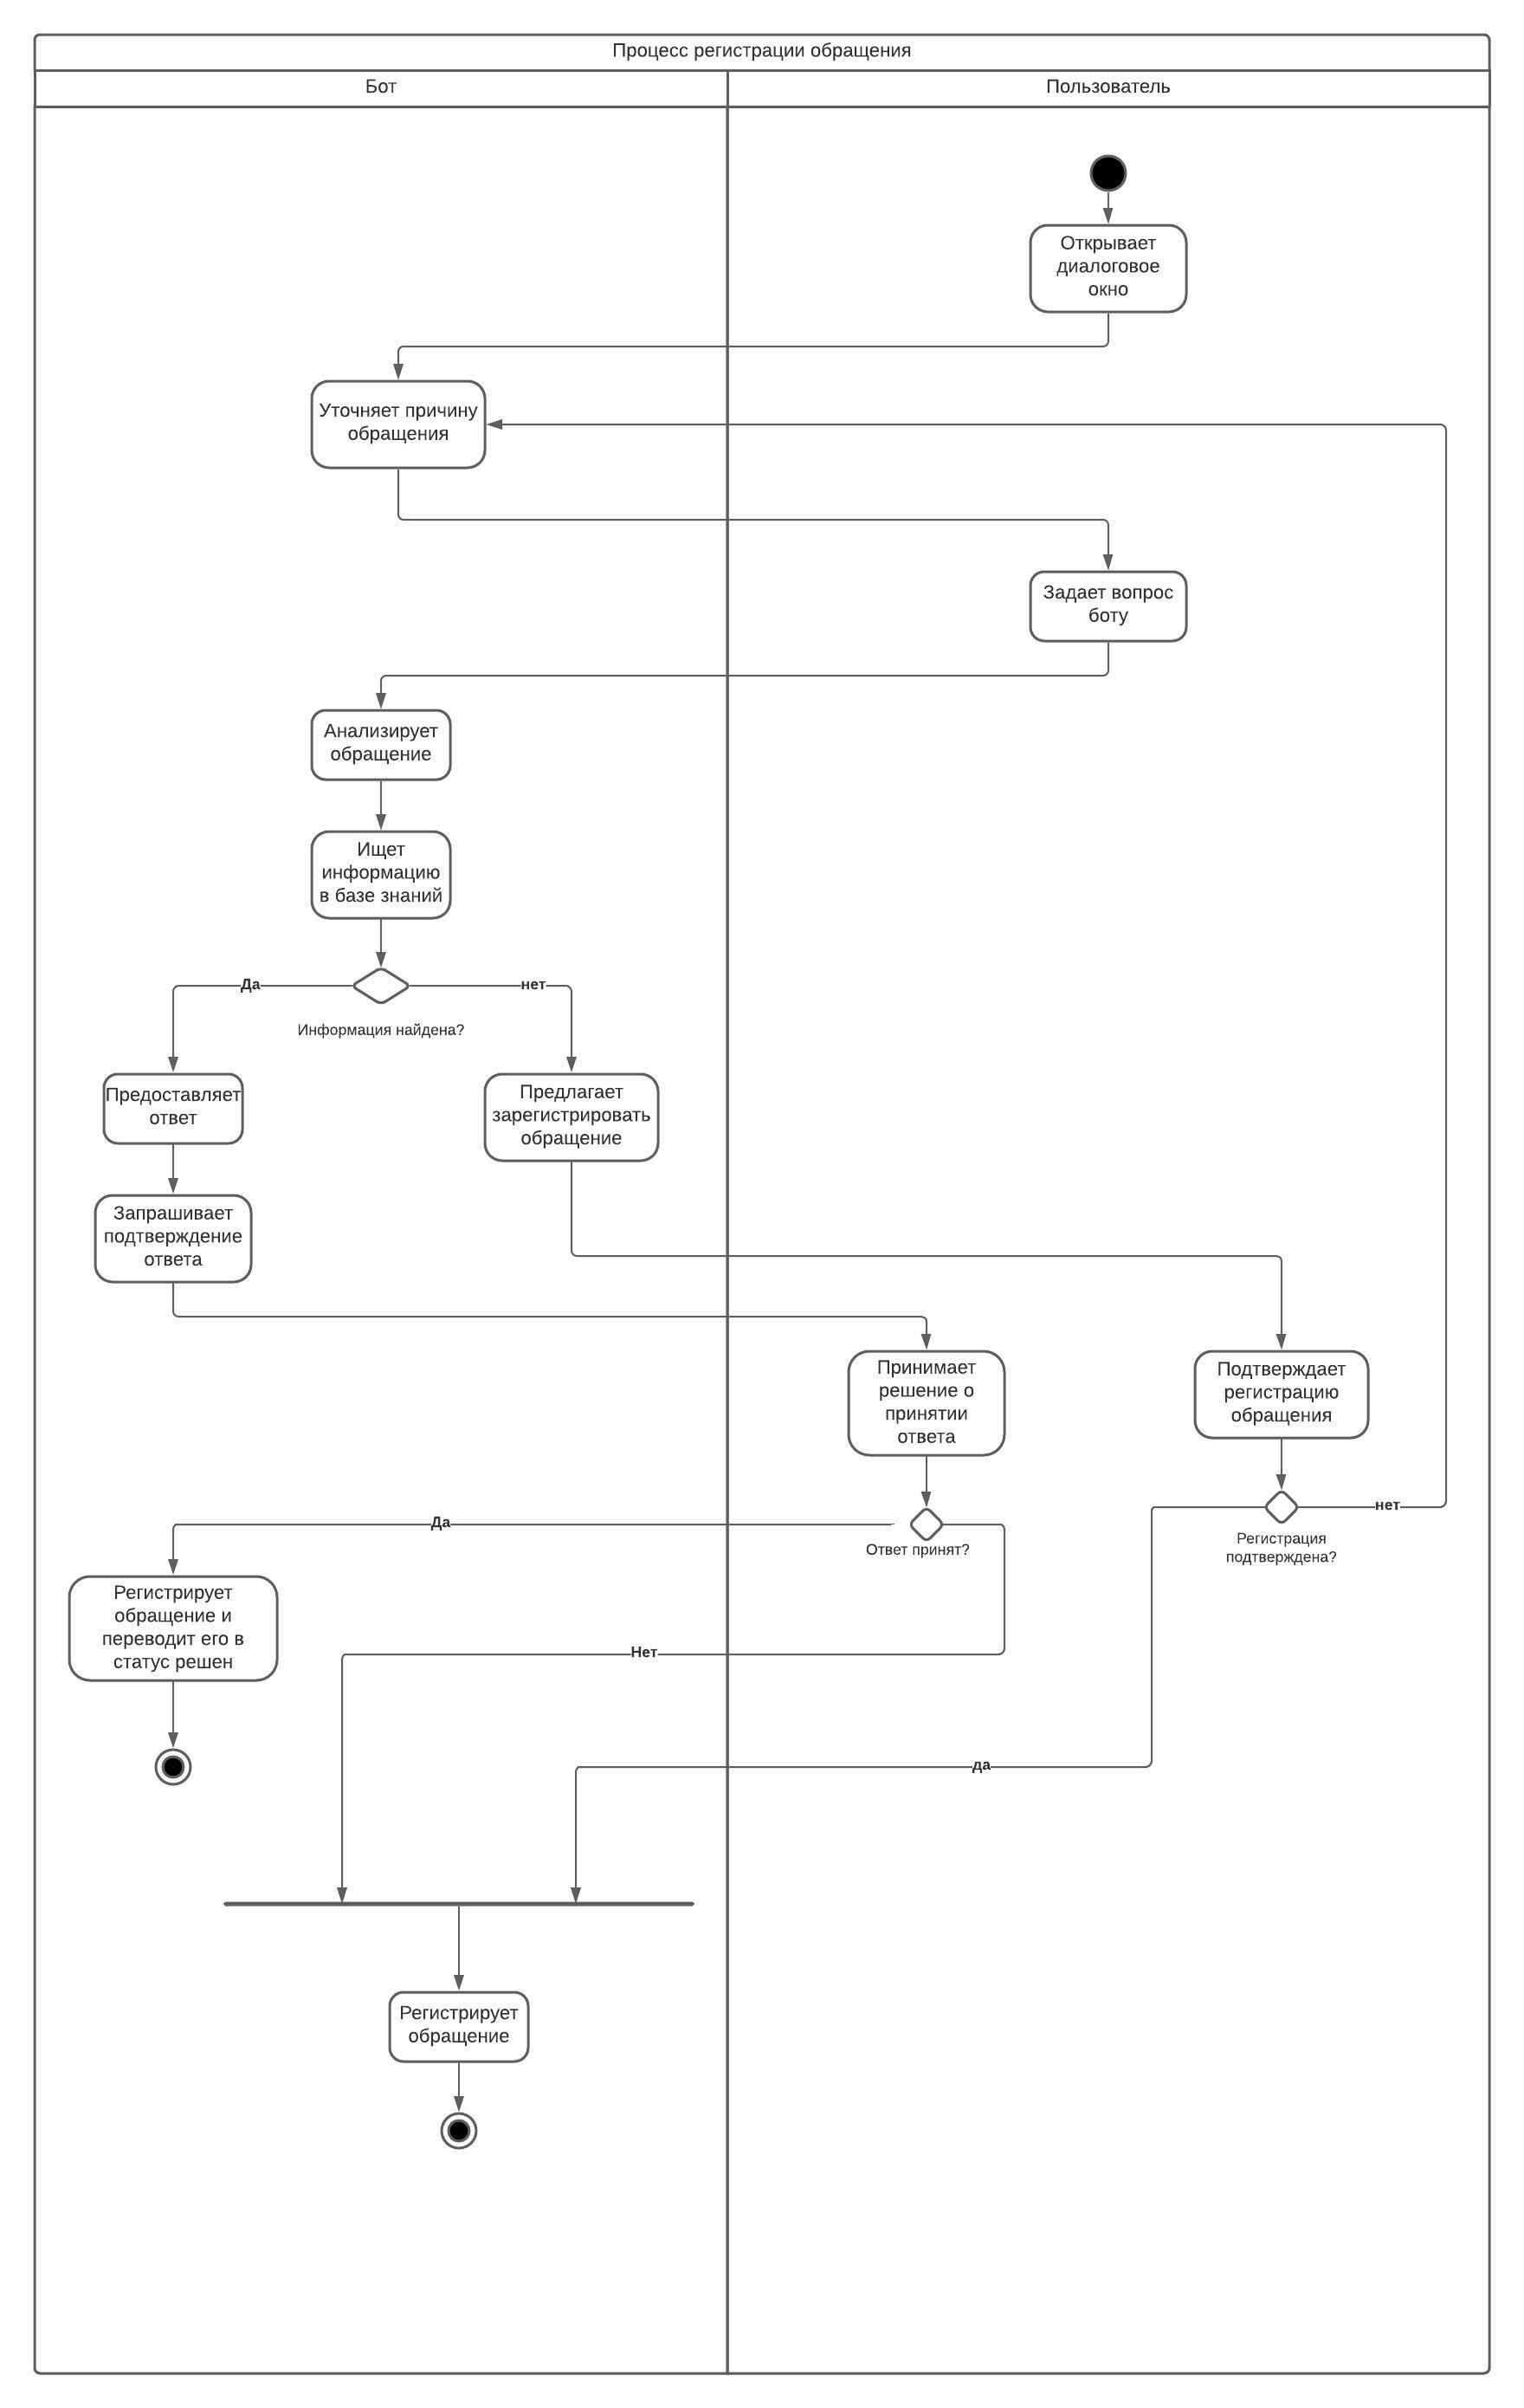 Процесс регистрации обращения
Бот
Пользователь
Открывает
диалоговое
окно
Уточняет причину
обращения
Задает вопрос
боту
Анализирует
обращение
Ищет
информацию
в базе знаний
Да
нет
Информация найдена?
Предоставляет
ответ
Предлагает
зарегистрировать
обращение
Запрашивает
подтверждение
ответа
Принимает
решение о
принятии
ответа
Подтверждает
регистрацию
обращения
нет
Да
Ответ принят?
Регистрация
подтверждена?
Регистрирует
обращение и
переводит его в
статус решен
Нет
да
Регистрирует
обращение